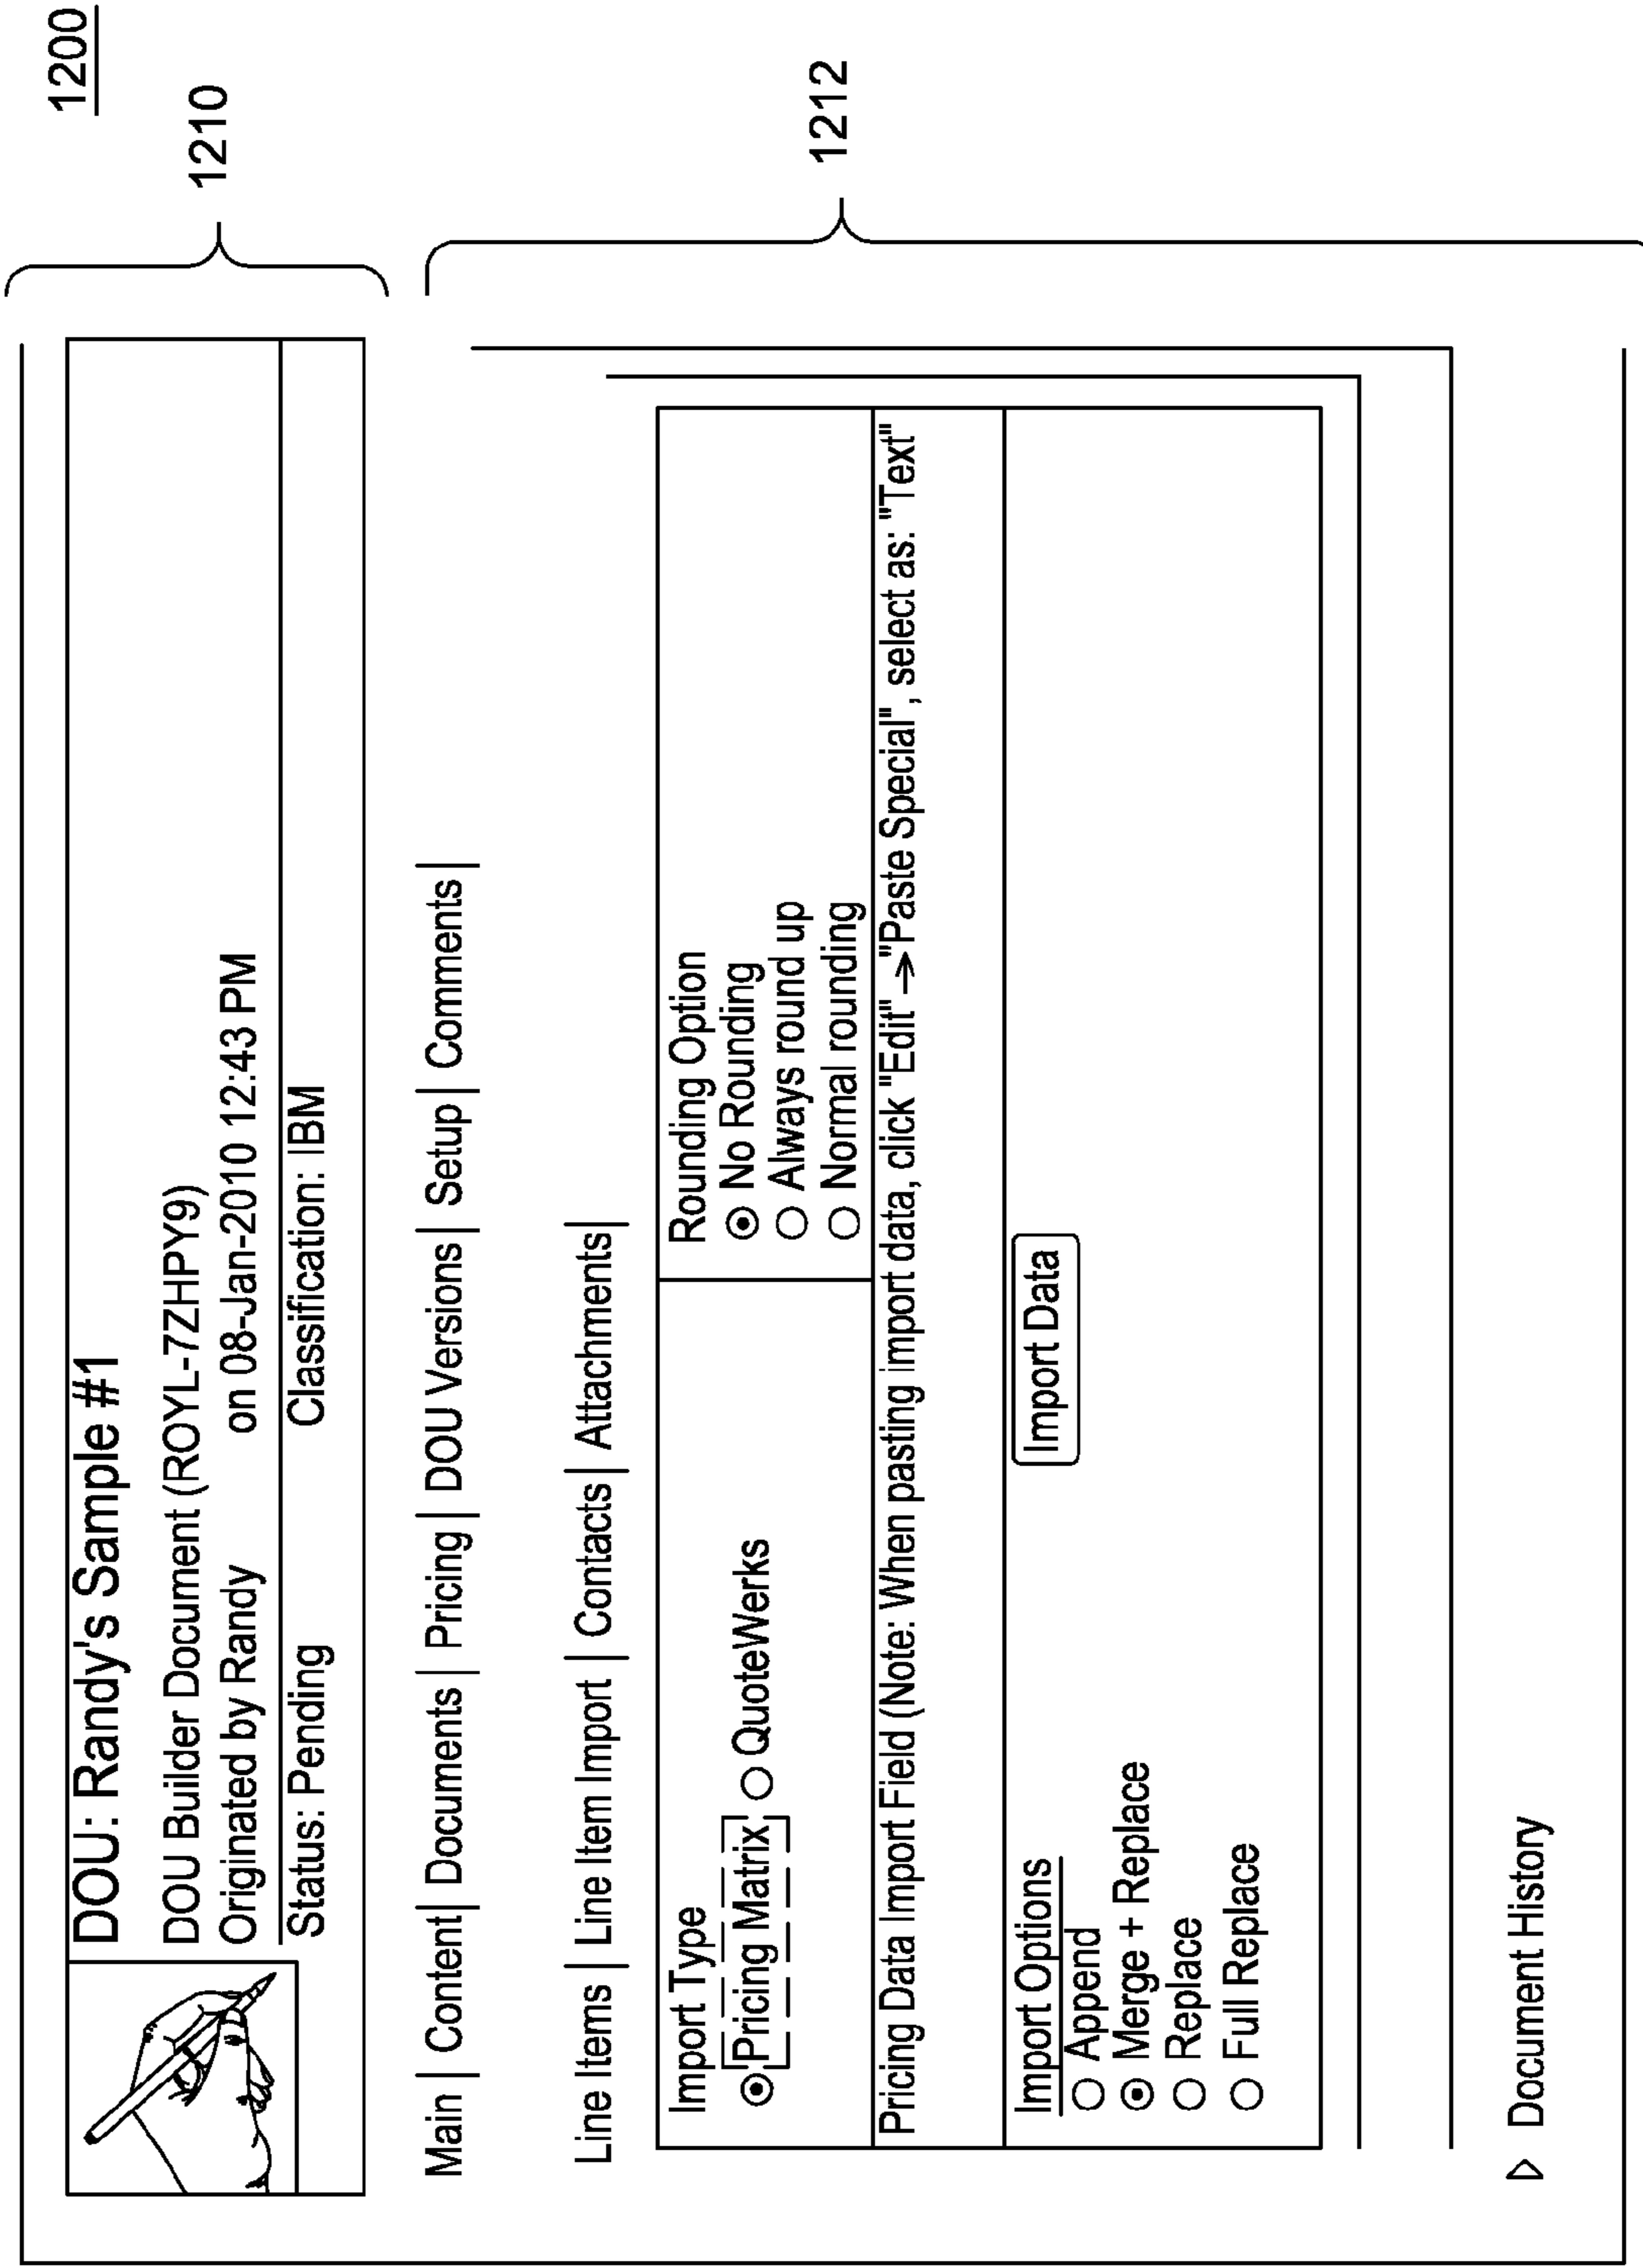 1200
1210
DOU: Randy's Sample #1
DOU Builder Document (ROYL-7ZHPY9)
Originated by Randy on 08-Jan-2010 12:43 PM
Status: Pending Classification: IBM
1212
Main | Content | Documents | Pricing | DOU Versions | Setup | Comments |
Line Items | Line Item Import | Contacts | Attachments |
Import Type
Pricing Matrix QuoteWerks
Rounding Option
No Rounding
Always round up
Normal rounding
Pricing Data Import Field (Note: When pasting import data, click "Edit" → "Paste Special", select as: "Text"
Import Options
Append
Merge + Replace
Replace
Full Replace
Import Data
Document History